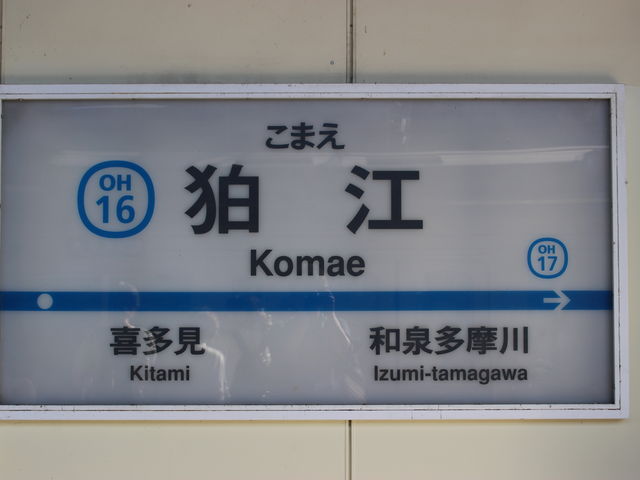 こまえ
OH
16
狛江
Komae
OH
17
喜多見
和泉多摩川
Kitami
Izumi-tamagawa